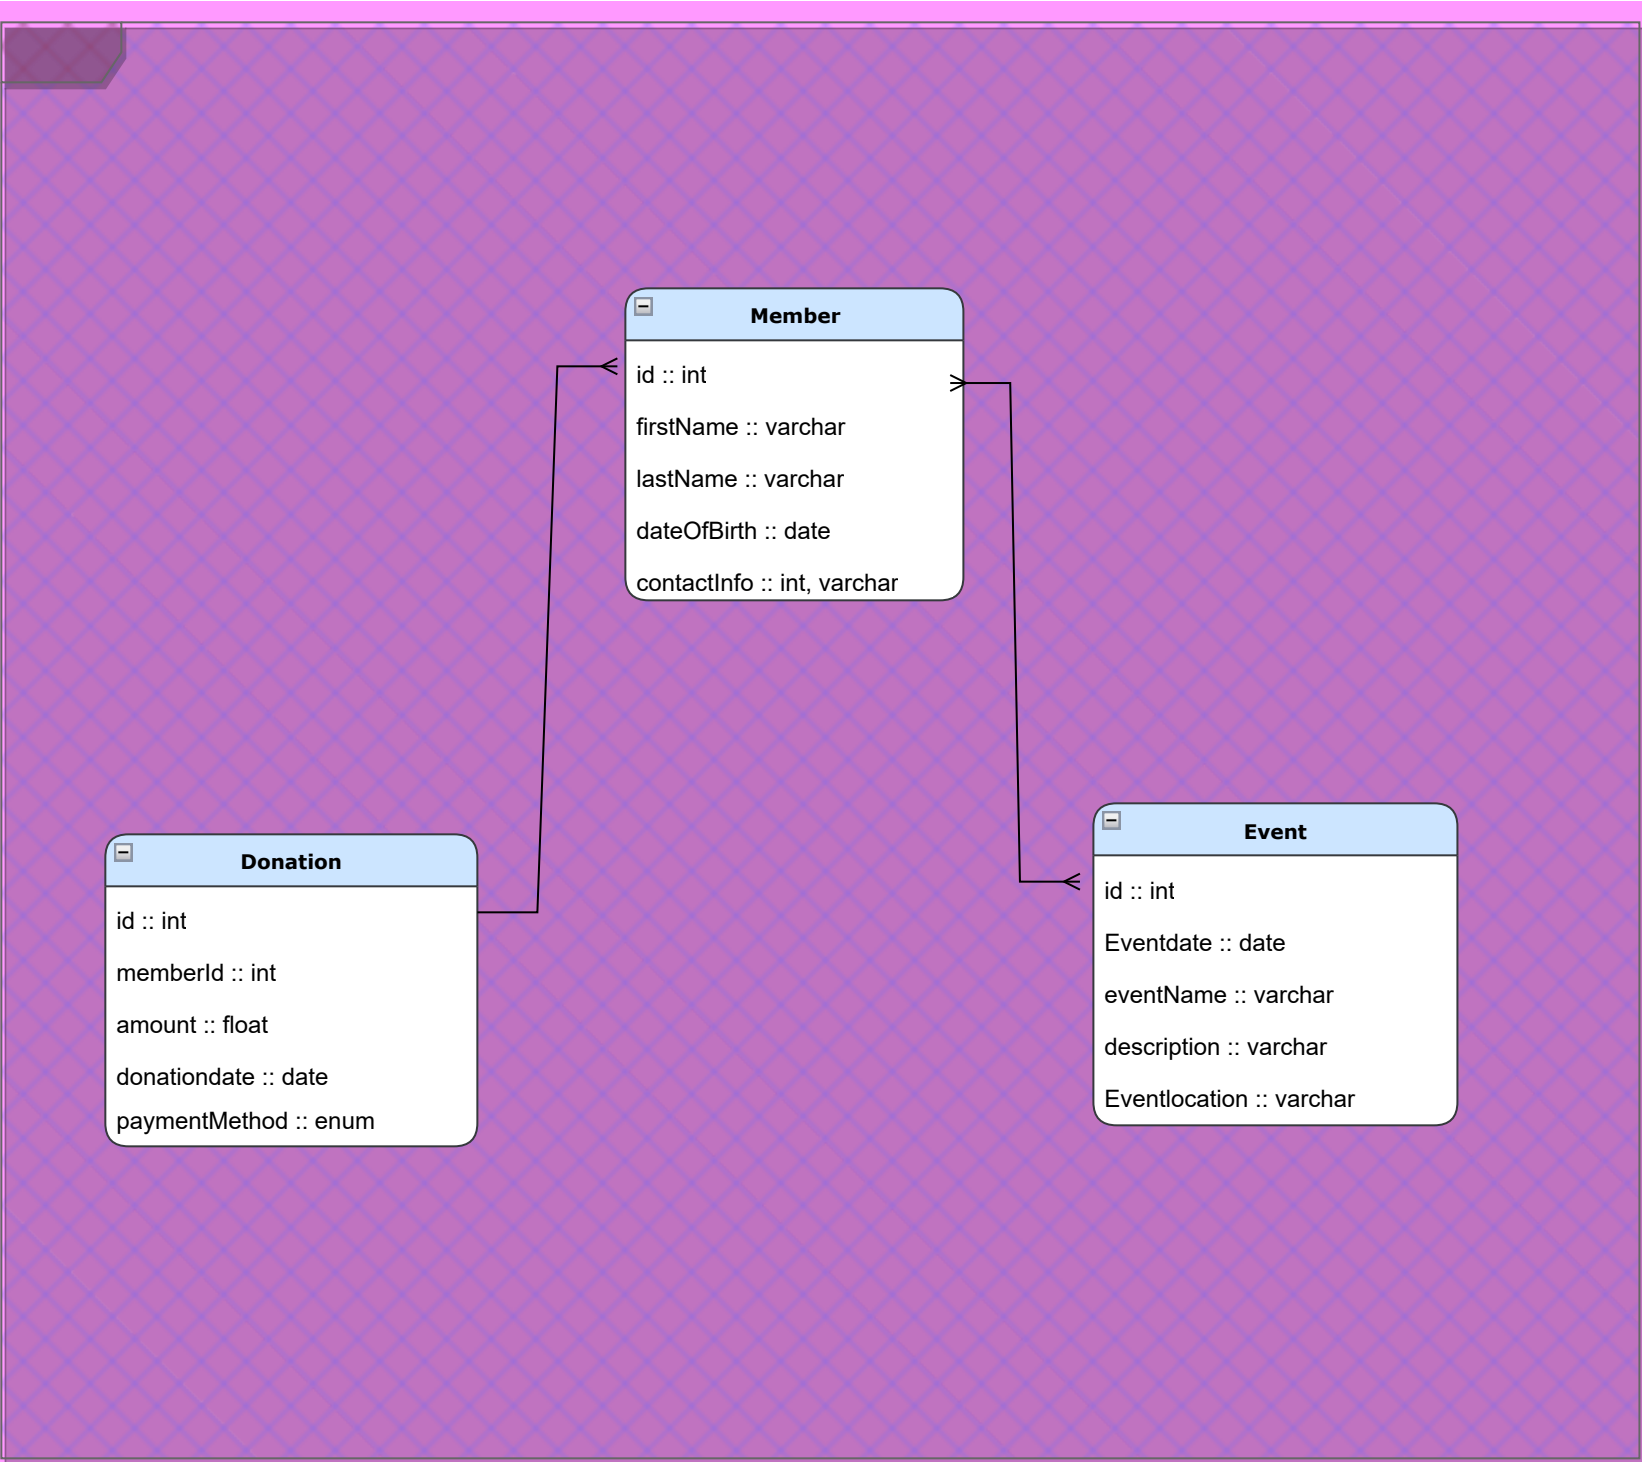 Member
id :: int
firstName :: varchar
lastName :: varchar
dateOfBirth :: date
contactInfo :: int, varchar
Donation
id :: int
memberId :: int
amount :: float
donationdate :: date
paymentMethod :: enum
Event
id :: int
Eventdate :: date
eventName :: varchar
description :: varchar
Eventlocation :: varchar